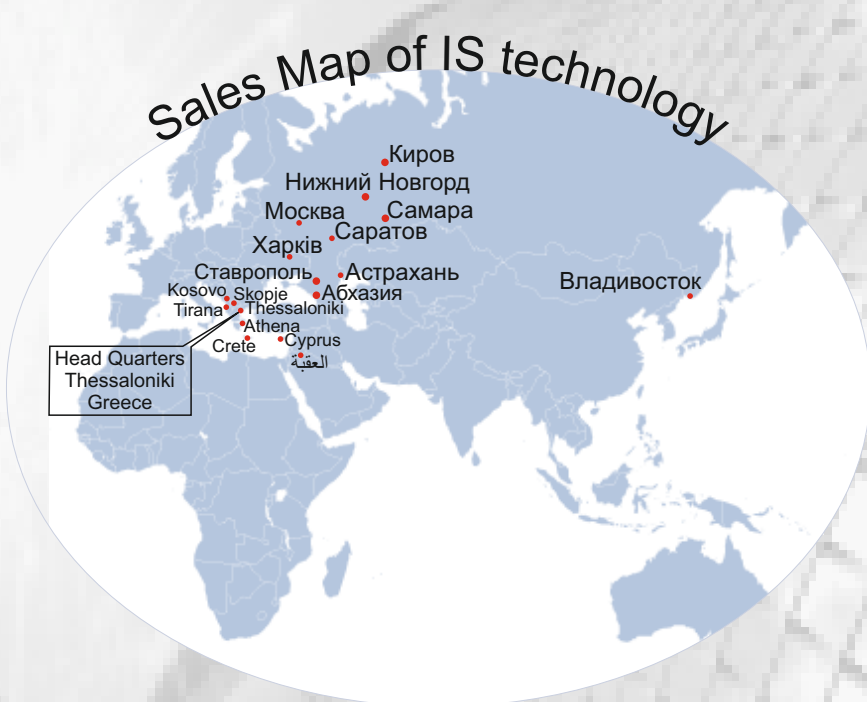 Sales Map of IS technology
Киров
Нижний Новгорд
Москва
Самара
Саратов
Харків
Ставрополь
Астрахань
Владивосток
Абхазия
Kosovo
Skopje
Tirana
Thessaloniki
Athena
Crete
Cyprus
العقبة
Head Quarters
Thessaloniki
Greece